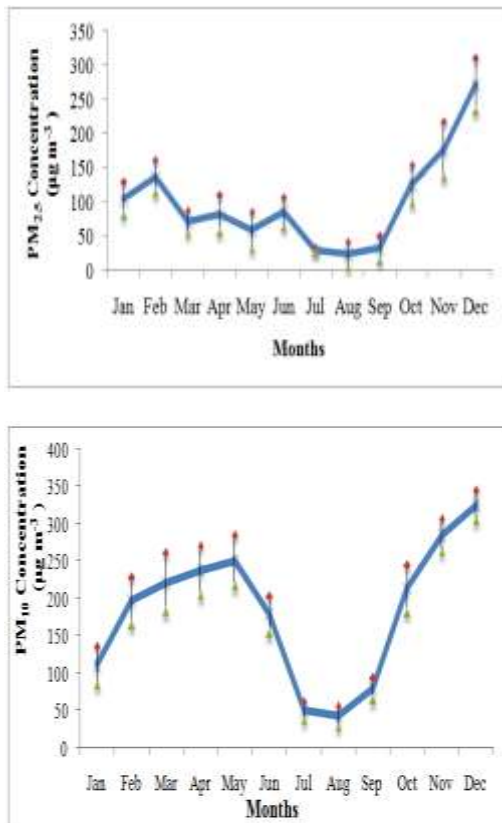 PM2.5 Concentration
(µg m-3)
350
300
250
200
150
100
50
0
Jan Feb Mar Apr May Jun Jul Aug Sep Oct Nov Dec
Months
PM10 Concentration
(µg m-3)
400
350
300
250
200
150
100
50
0
Jan Feb Mar Apr May Jun Jul Aug Sep Oct Nov Dec
Months